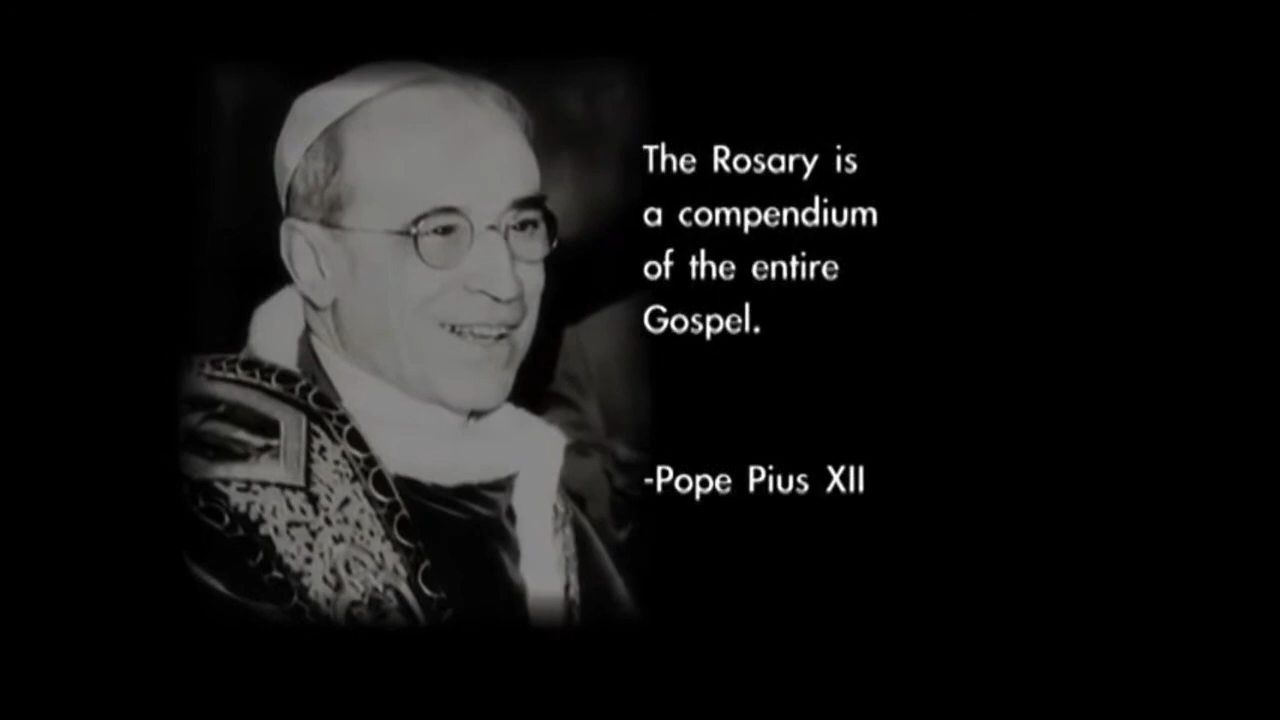 The Rosary is
a compendium
of the entire
Gospel.
-Pope Pius XII